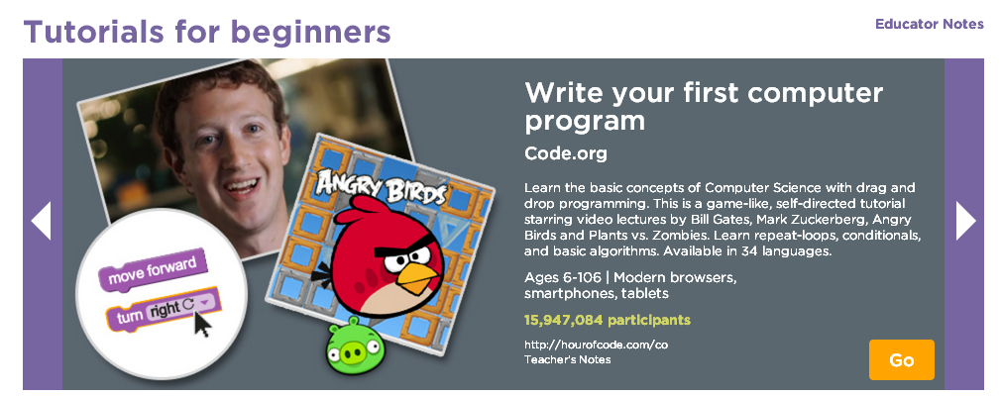 Tutorials for beginners
Educator Notes
ANGRY BIRDS
move forward
turn right
Write your first computer
program
Code.org
Learn the basic concepts of Computer Science with drag and
drop programming. This is a game-like, self-directed tutorial
starring video lectures by Bill Gates, Mark Zuckerberg, Angry
Birds and Plants vs. Zombies. Learn repeat-loops, conditionals,
and basic algorithms. Available in 34 languages.
Ages 6-106 | Modern browsers,
smartphones, tablets
15,947,084 participants
http://hourofcode.com/co
Teacher's Notes
Go